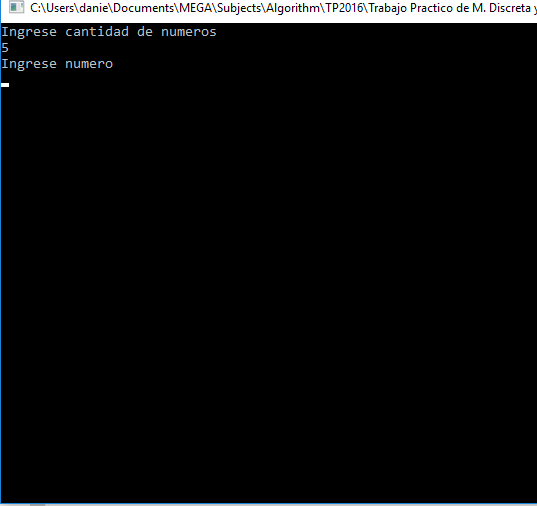 C:\Users\danie\Documents\MEGA\Subjects\Algorithm\TP2016\Trabajo Practico de M. Discreta y
Ingrese cantidad de numeros
5
Ingrese numero